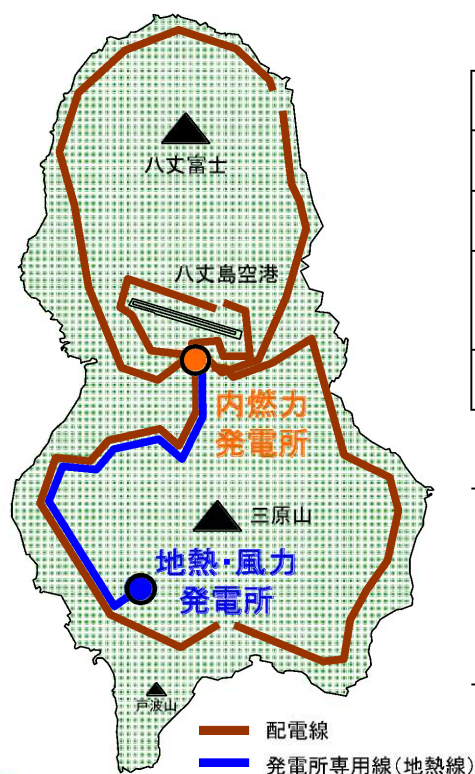 八丈富士
八丈島空港
内燃力
発電所
三原山
地熱・風力
発電所
戸波山
配電線
発電所専用線(地熱線)